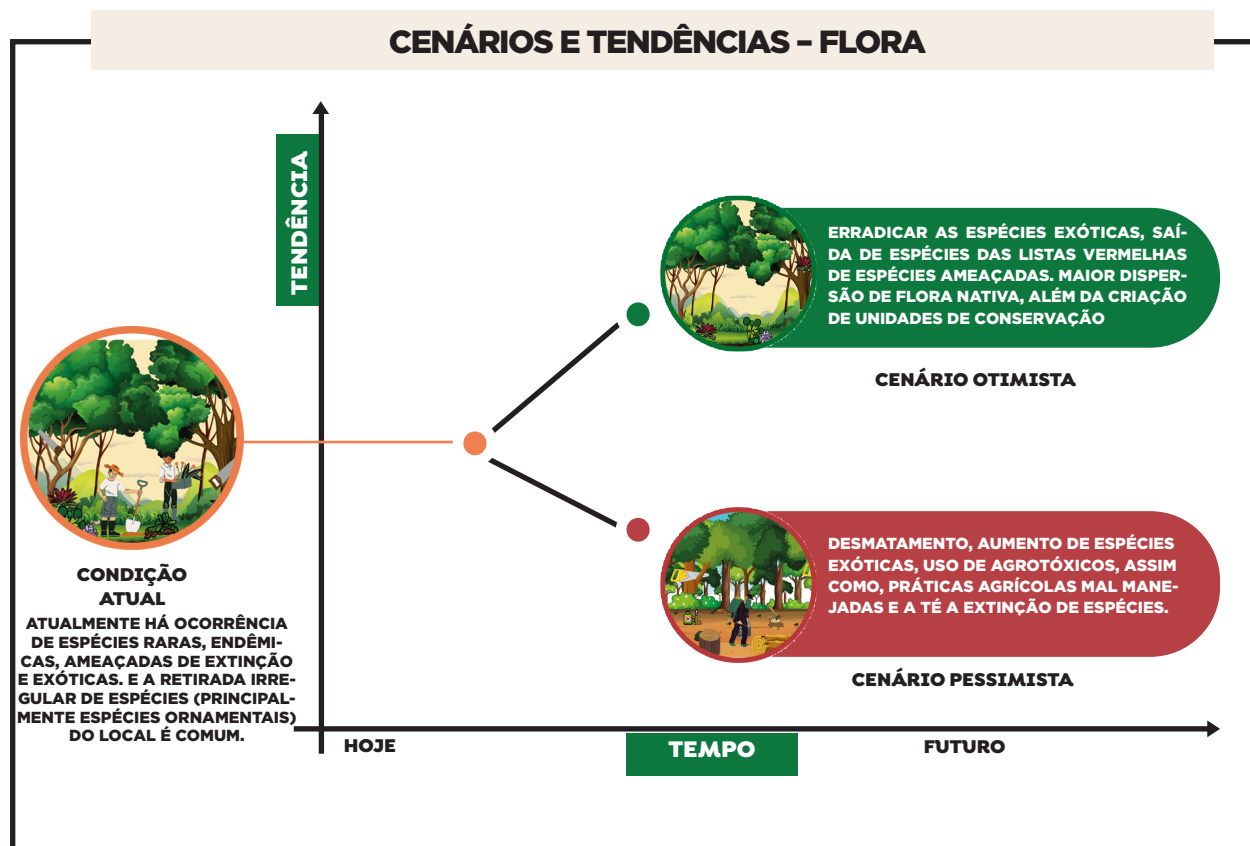 CENÁRIOS E TENDÊNCIAS – FLORA
TENDÊNCIA
ERRADICAR AS ESPÉCIES EXÓTICAS, SAÍ-
DA DE ESPÉCIES DAS LISTAS VERMELHAS
DE ESPÉCIES AMEAÇADAS. MAIOR DISPER-
SÃO DE FLORA NATIVA, ALÉM DA CRIAÇÃO
DE UNIDADES DE CONSERVAÇÃO
CENÁRIO OTIMISTA
CONDIÇÃO
ATUAL
ATUALMENTE HÁ OCORRÊNCIA
DE ESPÉCIES RARAS, ENDÊMI-
CAS, AMEAÇADAS DE EXTINÇÃO
E EXÓTICAS. E A RETIRADA IRRE-
GULAR DE ESPÉCIES (PRINCIPAL-
MENTE ESPÉCIES ORNAMENTAIS)
DO LOCAL É COMUM.
DESMATAMENTO, AUMENTO DE ESPÉCIES
EXÓTICAS, USO DE AGROTÓXICOS, ASSIM
COMO, PRÁTICAS AGRÍCOLAS MAL MANE-
JADAS E A TÉ A EXTINÇÃO DE ESPÉCIES.
CENÁRIO PESSIMISTA
HOJE
TEMPO
FUTURO